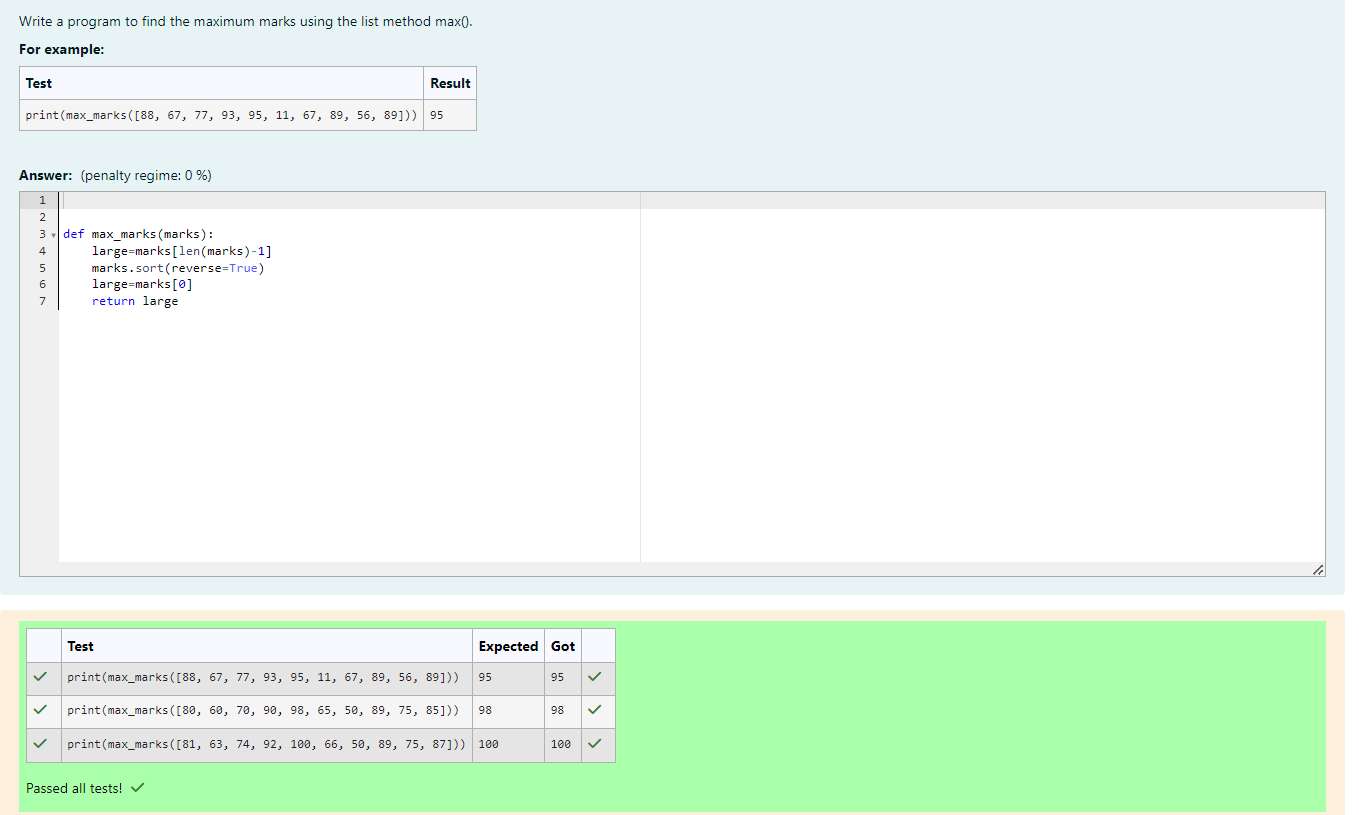 Write a program to find the maximum marks using the list method max().
For example:
Test Result
print(max_marks([88, 67, 77, 93, 95, 11, 67, 89, 56, 89])) 95
Answer: (penalty regime: 0 %)
1
2
3 def max_marks(marks):
4     large=marks[len(marks)-1]
5     marks.sort(reverse=True)
6     large=marks[0]
7     return large
Test Expected Got
print(max_marks([88, 67, 77, 93, 95, 11, 67, 89, 56, 89])) 95 95
print(max_marks([80, 60, 70, 90, 98, 65, 50, 89, 75, 85])) 98 98
print(max_marks([81, 63, 74, 92, 100, 66, 50, 89, 75, 87])) 100 100
Passed all tests!